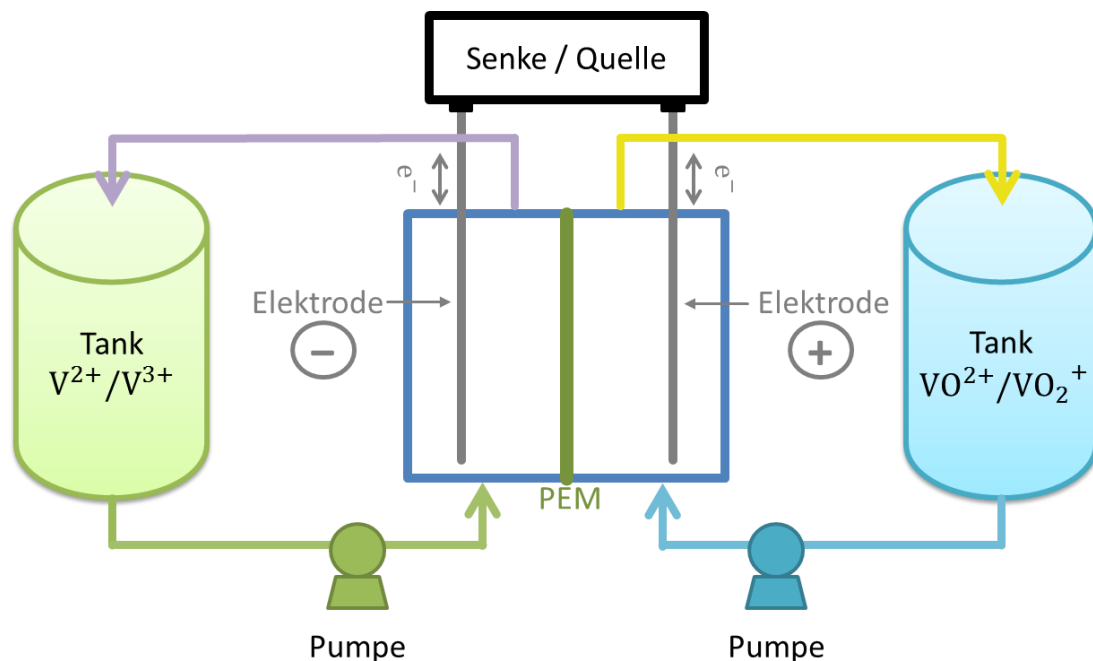 Senke / Quelle
e⁻
e⁻
Elektrode
−
Elektrode
+
Tank
V²⁺/V³⁺
Tank
VO²⁺/VO₂⁺
PEM
Pumpe
Pumpe